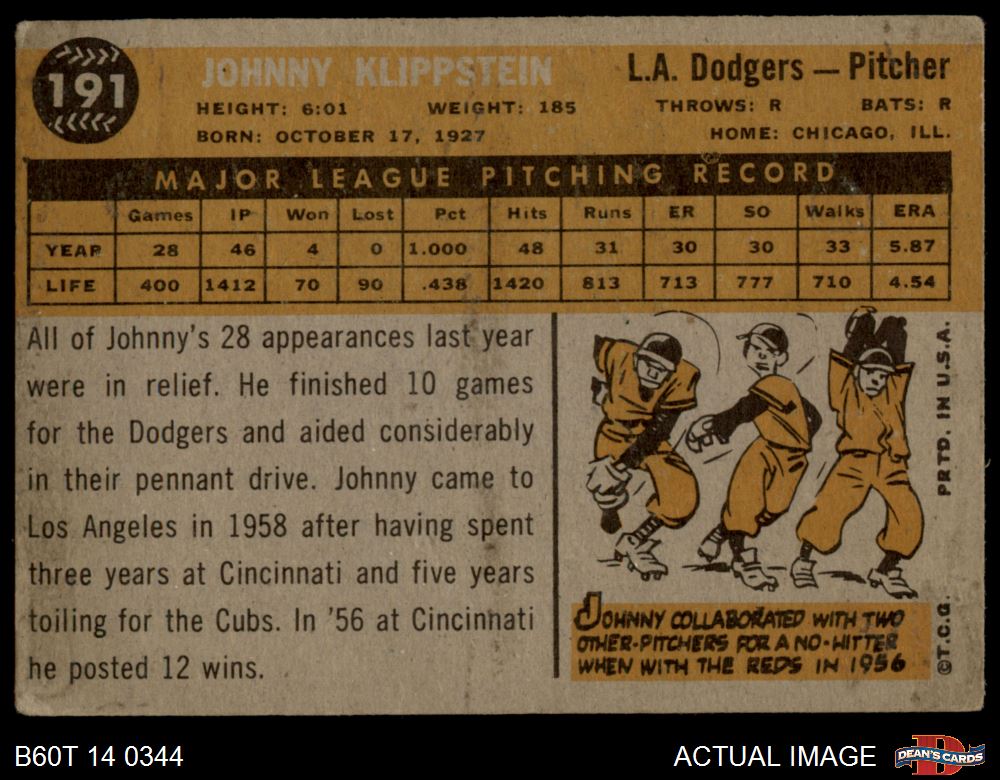 191
JOHNNY KLIPPSTEIN
L.A. Dodgers — Pitcher
HEIGHT: 6:01 WEIGHT: 185 THROWS: R BATS: R
BORN: OCTOBER 17, 1927 HOME: CHICAGO, ILL.
MAJOR LEAGUE PITCHING RECORD
Games IP Won Lost Pct Hits Runs ER SO Walks ERA
YEAR 28 46 4 0 1.000 48 31 30 30 33 5.87
LIFE 400 1412 70 90 .438 1420 813 713 777 710 4.54
All of Johnny's 28 appearances last year
were in relief. He finished 10 games
for the Dodgers and aided considerably
in their pennant drive. Johnny came to
Los Angeles in 1958 after having spent
three years at Cincinnati and five years
toiling for the Cubs. In '56 at Cincinnati
he posted 12 wins.
JOHNNY COLLABORATED WITH TWO
OTHER-PITCHERS FOR A NO-HITTER
WHEN WITH THE REDS IN 1956
©T.C.G. PRTD. IN U.S.A.
B60T 14 0344
ACTUAL IMAGE
D
DEAN'S CARDS